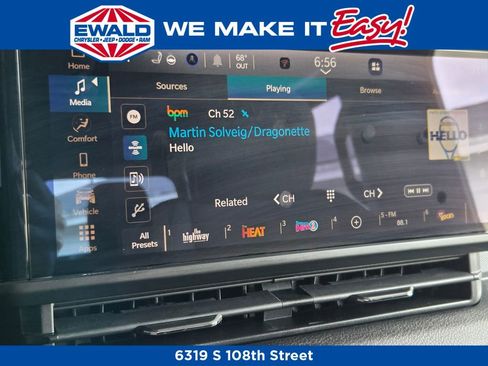 EWALD
CHRYSLER • JEEP • DODGE • RAM
WE MAKE IT Easy!
Home
68°
OUT
6:56
Media
Sources
Playing
Browse
FM
bpm
Ch 52
Martin Solveig/Dragonette
Hello
HELLO
Comfort
Phone
Vehicle
Apps
Related
CH
CH
All
Presets
1
the highway
2
HEAT
3
4
5 - FM
88.1
6
6319 S 108th Street